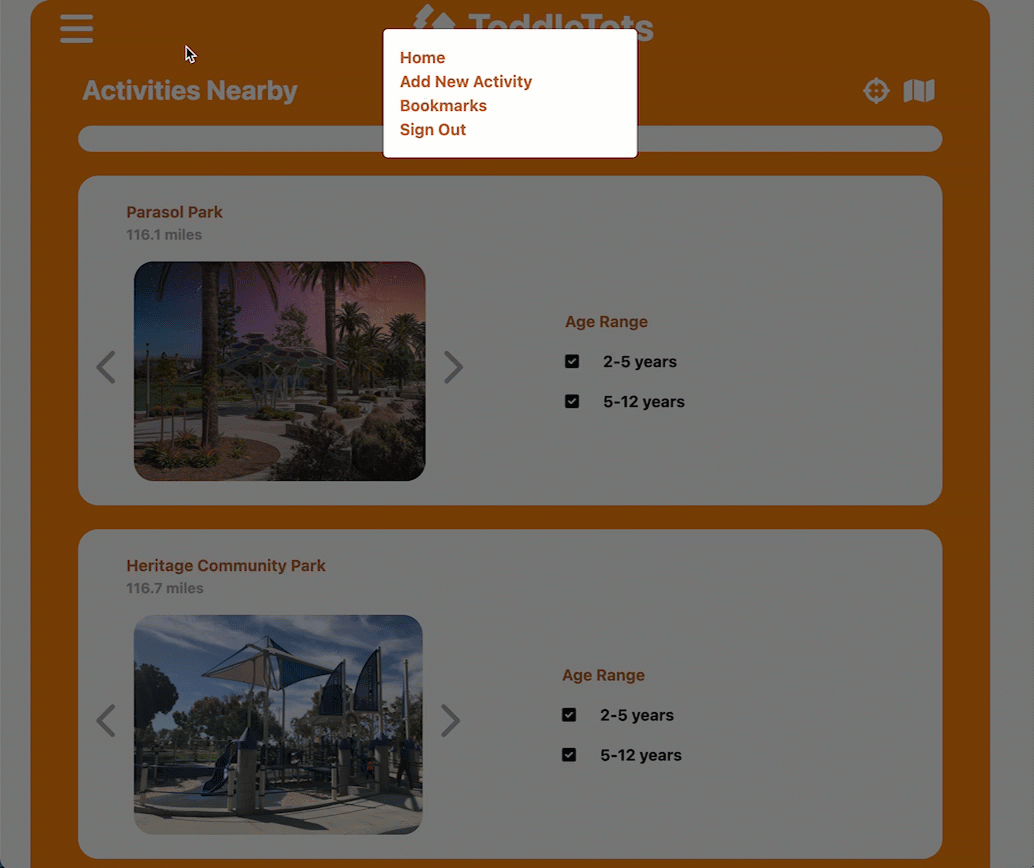 ToddleTots
Home
Add New Activity
Bookmarks
Sign Out
Activities Nearby
Parasol Park
116.1 miles
Age Range
2-5 years
5-12 years
Heritage Community Park
116.7 miles
Age Range
2-5 years
5-12 years